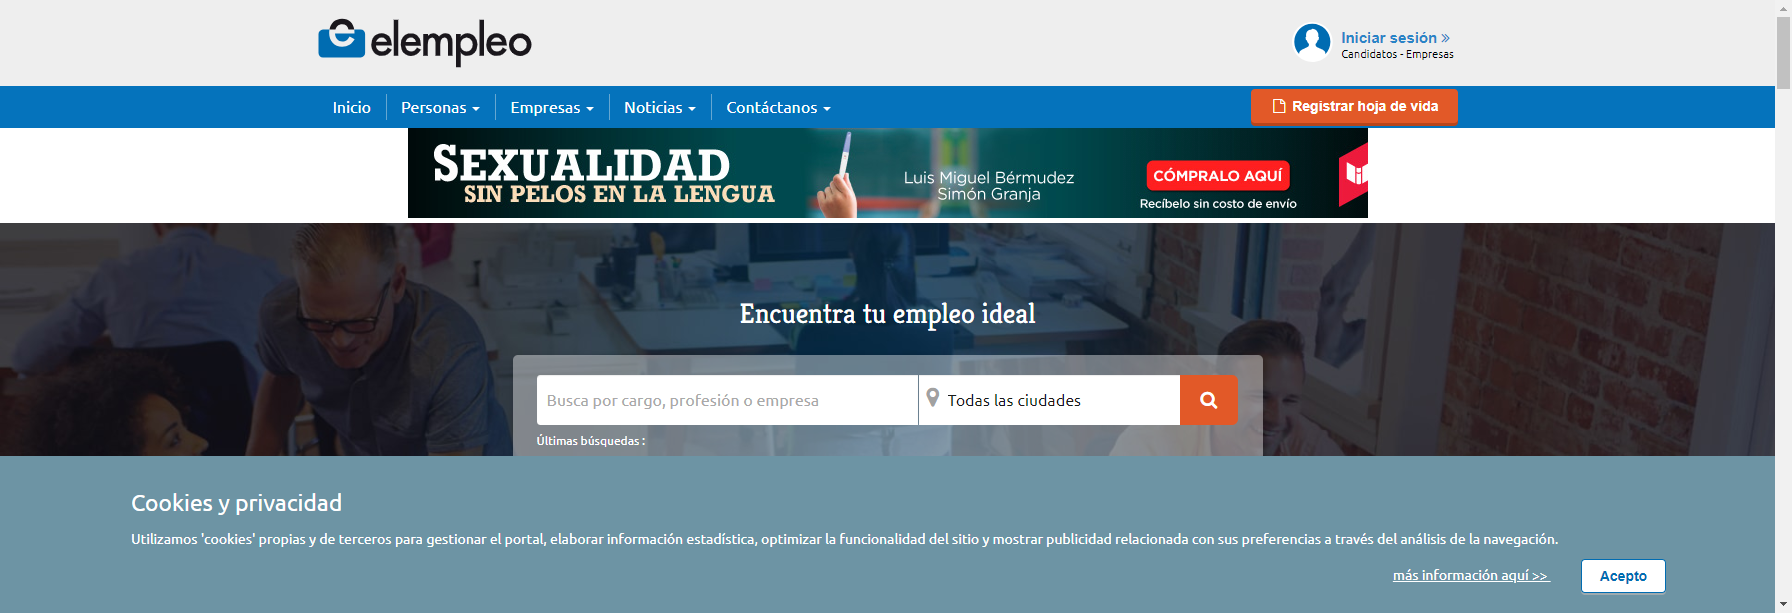 elempleo
Iniciar sesión »
Candidatos - Empresas
Inicio Personas Empresas Noticias Contáctanos Registrar hoja de vida
SEXUALIDAD
SIN PELOS EN LA LENGUA
Luis Miguel Bérmudez
Simón Granja
CÓMPRALO AQUÍ
Recíbelo sin costo de envío
Encuentra tu empleo ideal
Busca por cargo, profesión o empresa Todas las ciudades
Últimas búsquedas :
Cookies y privacidad
Utilizamos 'cookies' propias y de terceros para gestionar el portal, elaborar información estadística, optimizar la funcionalidad del sitio y mostrar publicidad relacionada con sus preferencias a través del análisis de la navegación.
más información aquí >> Acepto